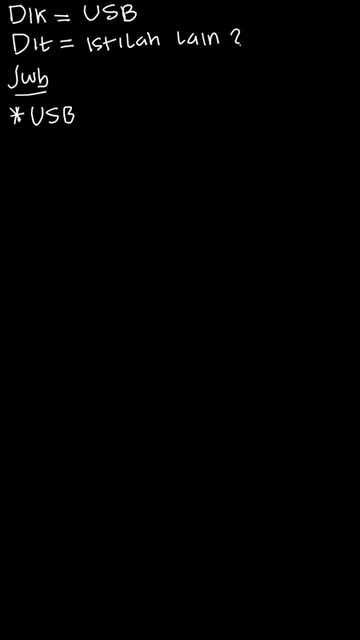 Dik = USB
Dit = istilah lain ?
Jwb
* USB